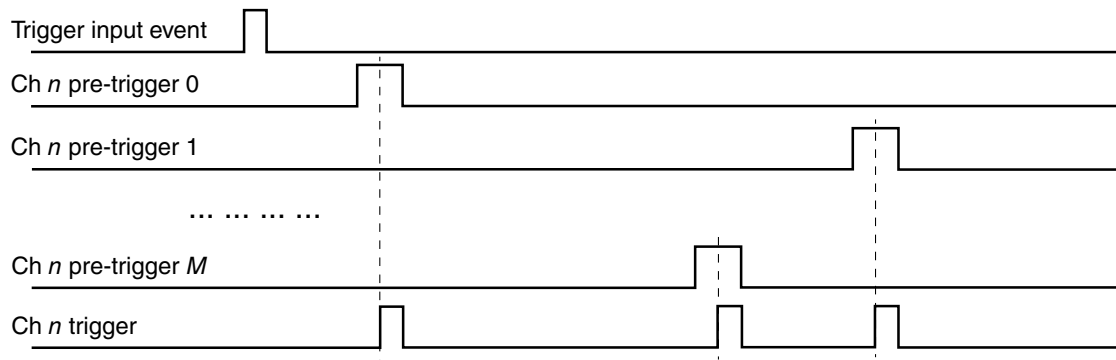 Trigger input event
Ch n pre-trigger 0
Ch n pre-trigger 1
... ... ... ...
Ch n pre-trigger M
Ch n trigger